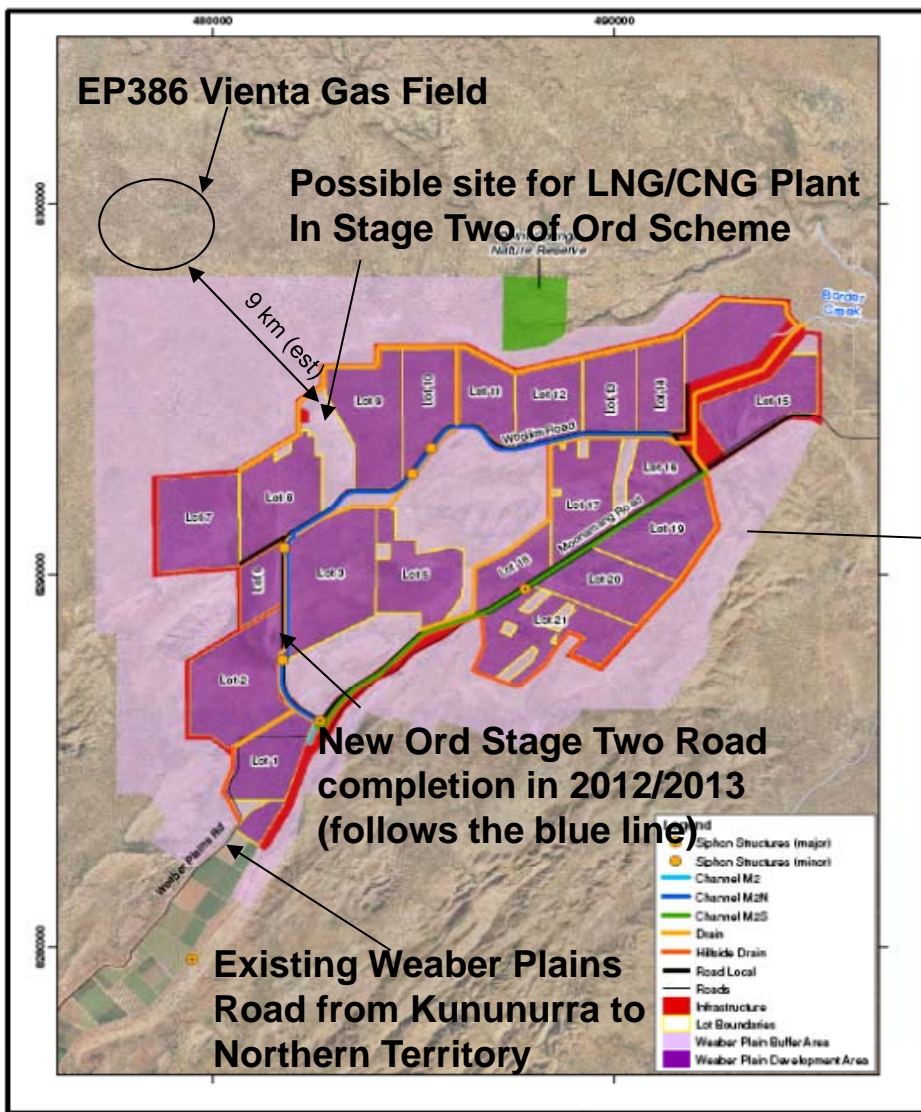 480000
490000
EP386 Vienta Gas Field
Possible site for LNG/CNG Plant
In Stage Two of Ord Scheme
Nature Reserve
Border
Creek
9 km (est)
Lot 9
Lot 10
Lot 11
Lot 12
Lot 13
Lot 14
Lot 15
Lot 16
Lot 7
Lot 8
Lot 17
Moonamang Road
Lot 19
Lot 3
Lot 5
Lot 18
Lot 20
Lot 21
Lot 2
Lot 1
New Ord Stage Two Road
completion in 2012/2013
(follows the blue line)
Weaber Plains Rd
Existing Weaber Plains
Road from Kununurra to
Northern Territory
Legend
Siphon Structures (major)
Siphon Structures (minor)
Channel M2
Channel M2N
Channel M2S
Drain
Hillside Drain
Road Local
Roads
Infrastructure
Lot Boundaries
Weaber Plain Buffer Area
Weaber Plain Development Area